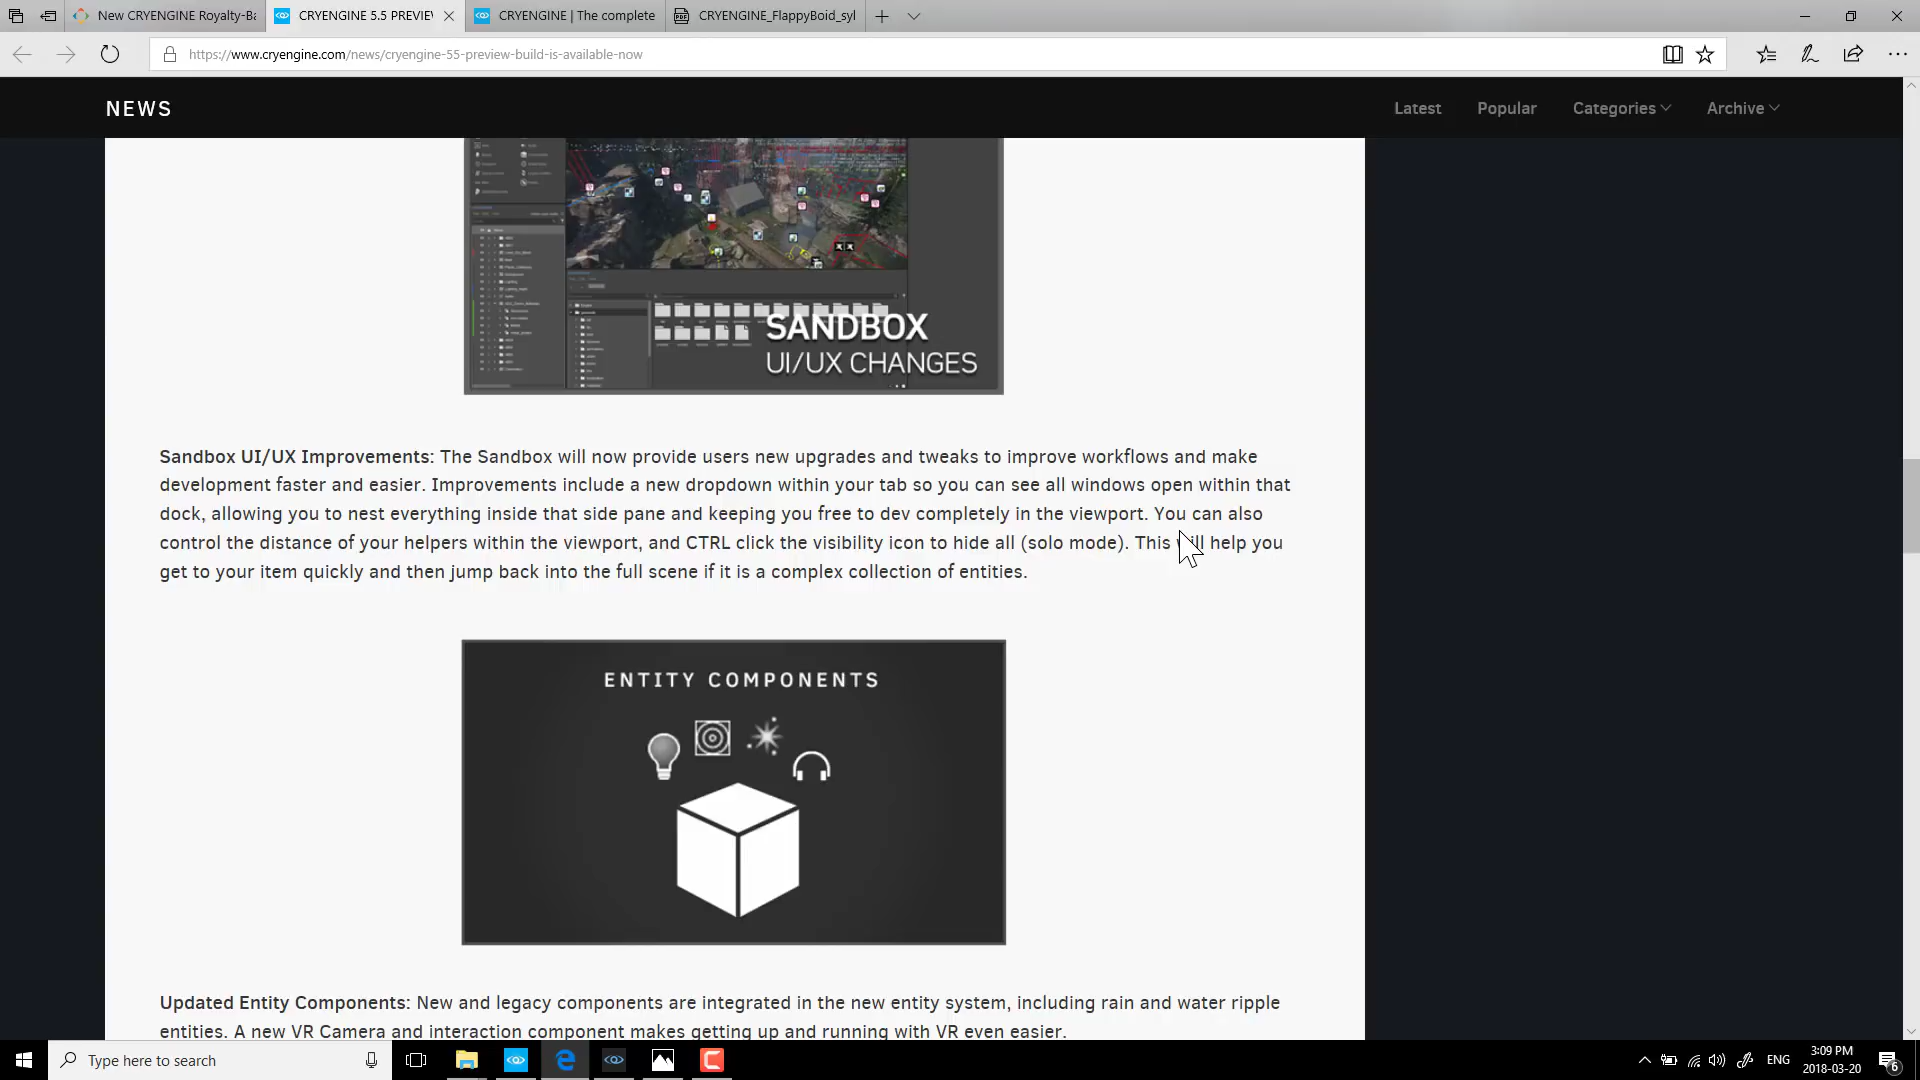 New CRYENGINE Royalty-Ba
CRYENGINE 5.5 PREVIEW
CRYENGINE | The complete
CRYENGINE_FlappyBoid_syl
https://www.cryengine.com/news/cryengine-55-preview-build-is-available-now
NEWS
Latest
Popular
Categories
Archive
SANDBOX
UI/UX CHANGES
Sandbox UI/UX Improvements: The Sandbox will now provide users new upgrades and tweaks to improve workflows and make
development faster and easier. Improvements include a new dropdown within your tab so you can see all windows open within that
dock, allowing you to nest everything inside that side pane and keeping you free to dev completely in the viewport. You can also
control the distance of your helpers within the viewport, and CTRL click the visibility icon to hide all (solo mode). This will help you
get to your item quickly and then jump back into the full scene if it is a complex collection of entities.
ENTITY COMPONENTS
Updated Entity Components: New and legacy components are integrated in the new entity system, including rain and water ripple
entities. A new VR Camera and interaction component makes getting up and running with VR even easier.
Type here to search
ENG
3:09 PM
2018-03-20
6